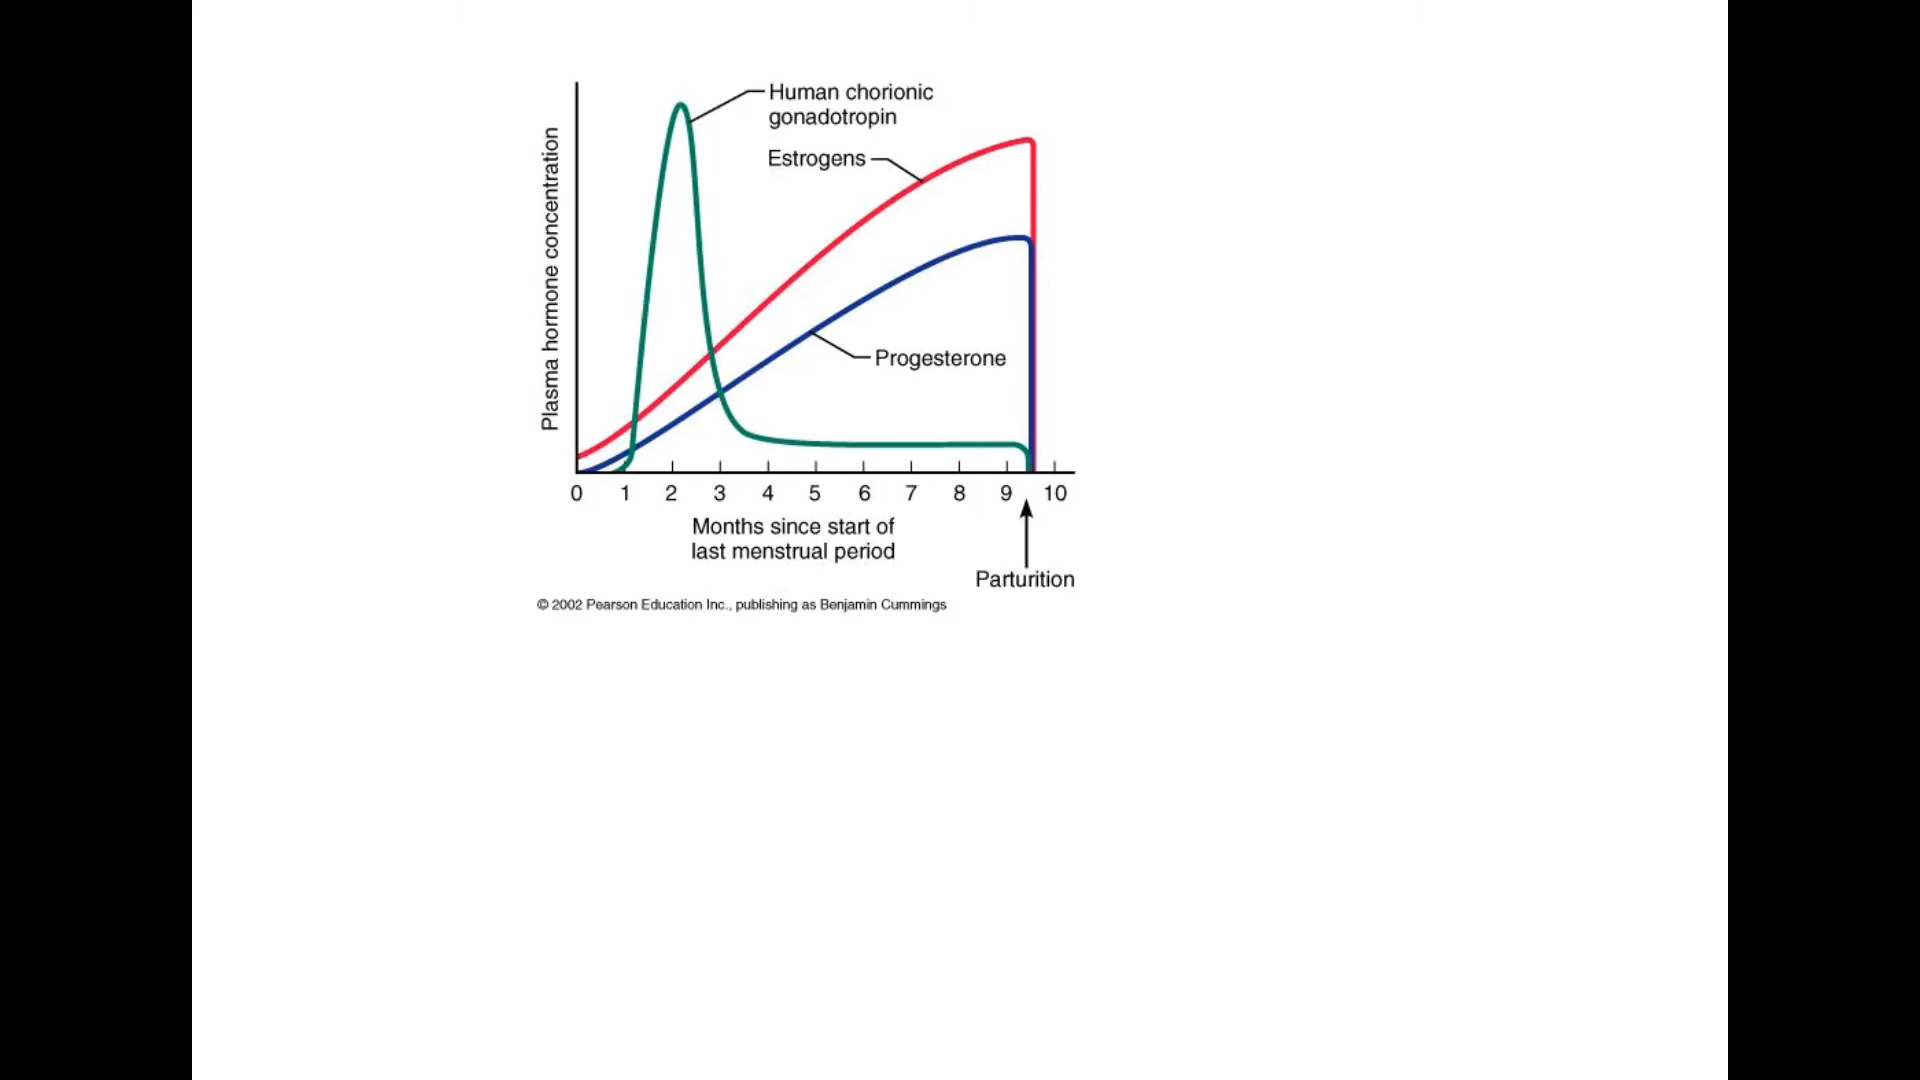 Human chorionic
gonadotropin
Estrogens
Plasma hormone concentration
Progesterone
0 1 2 3 4 5 6 7 8 9 10
Months since start of
last menstrual period
Parturition
© 2002 Pearson Education Inc., publishing as Benjamin Cummings